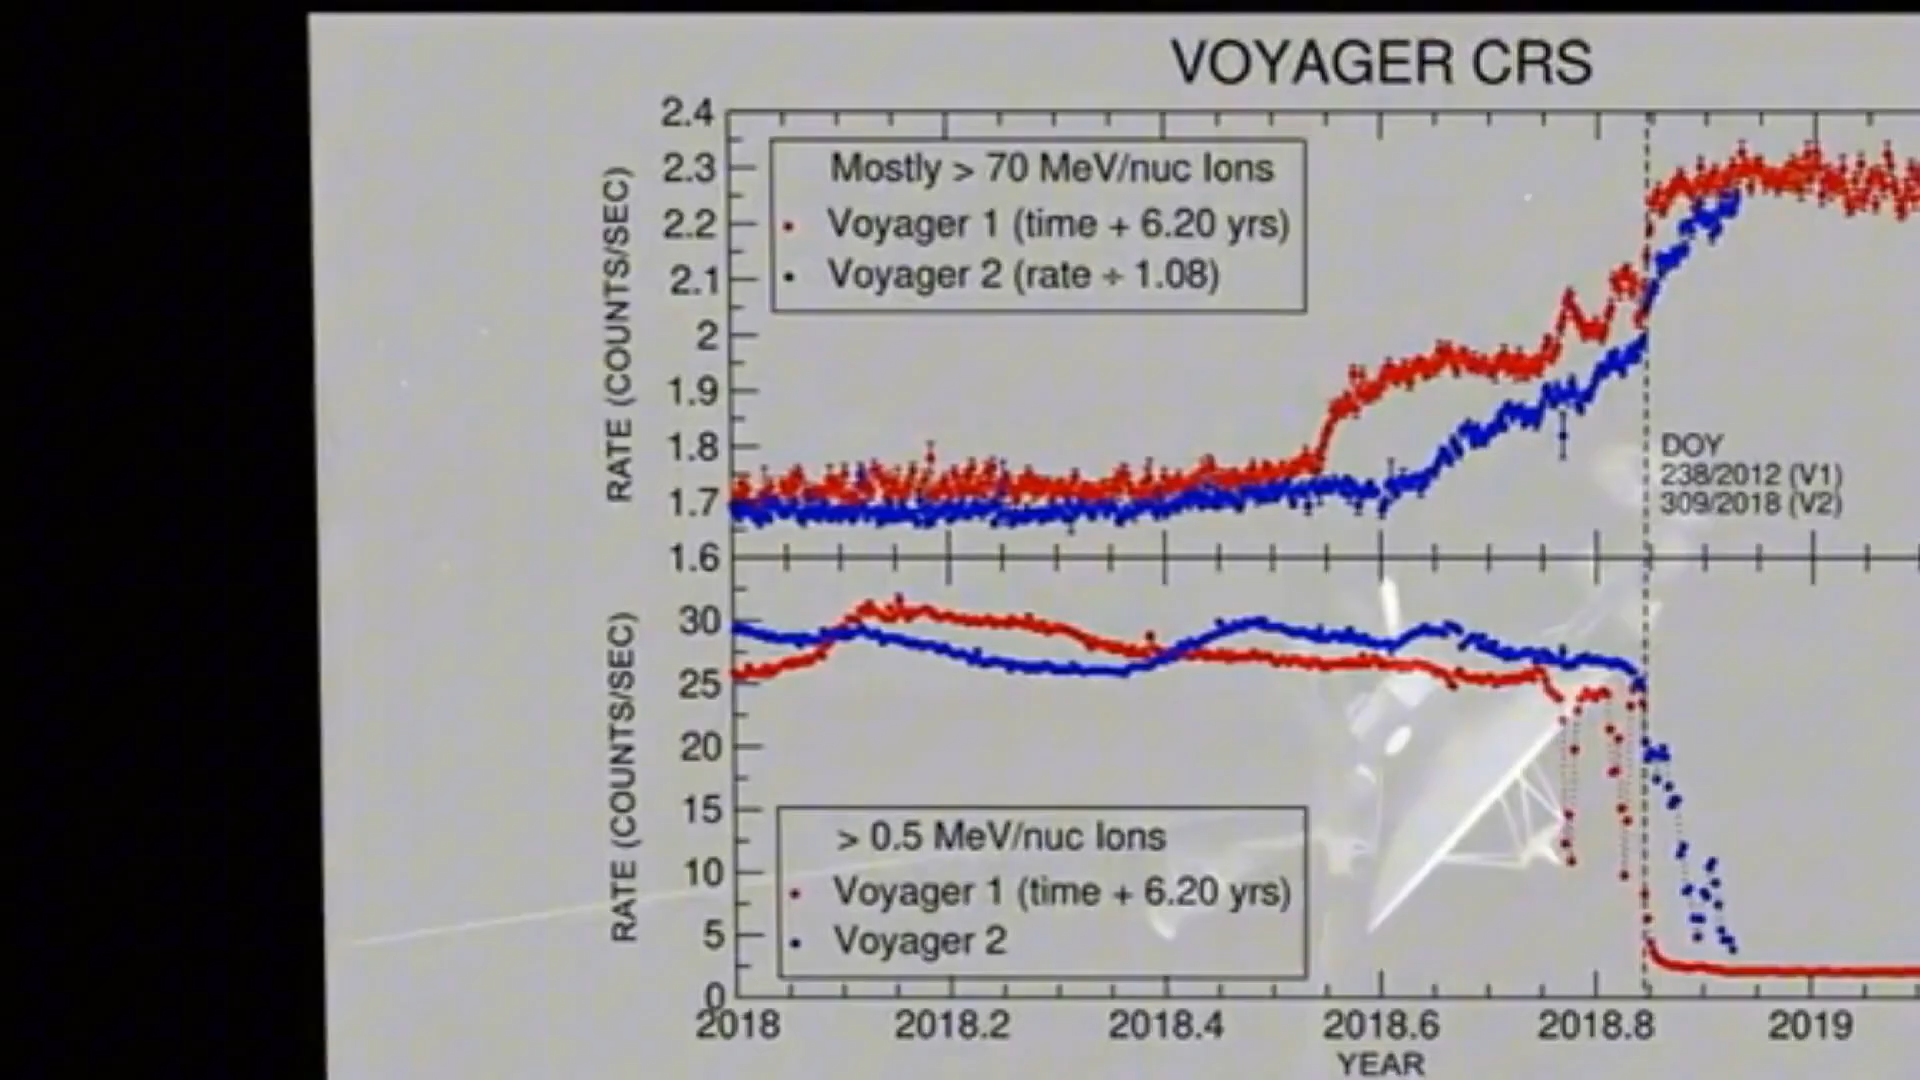 VOYAGER CRS
2.4
2.3
2.2
2.1
2
1.9
1.8
1.7
1.6
RATE (COUNTS/SEC)
Mostly > 70 MeV/nuc Ions
Voyager 1 (time + 6.20 yrs)
Voyager 2 (rate ÷ 1.08)
DOY
238/2012 (V1)
309/2018 (V2)
30
25
20
15
10
5
0
RATE (COUNTS/SEC)
> 0.5 MeV/nuc Ions
Voyager 1 (time + 6.20 yrs)
Voyager 2
2018 2018.2 2018.4 2018.6 2018.8 2019
YEAR